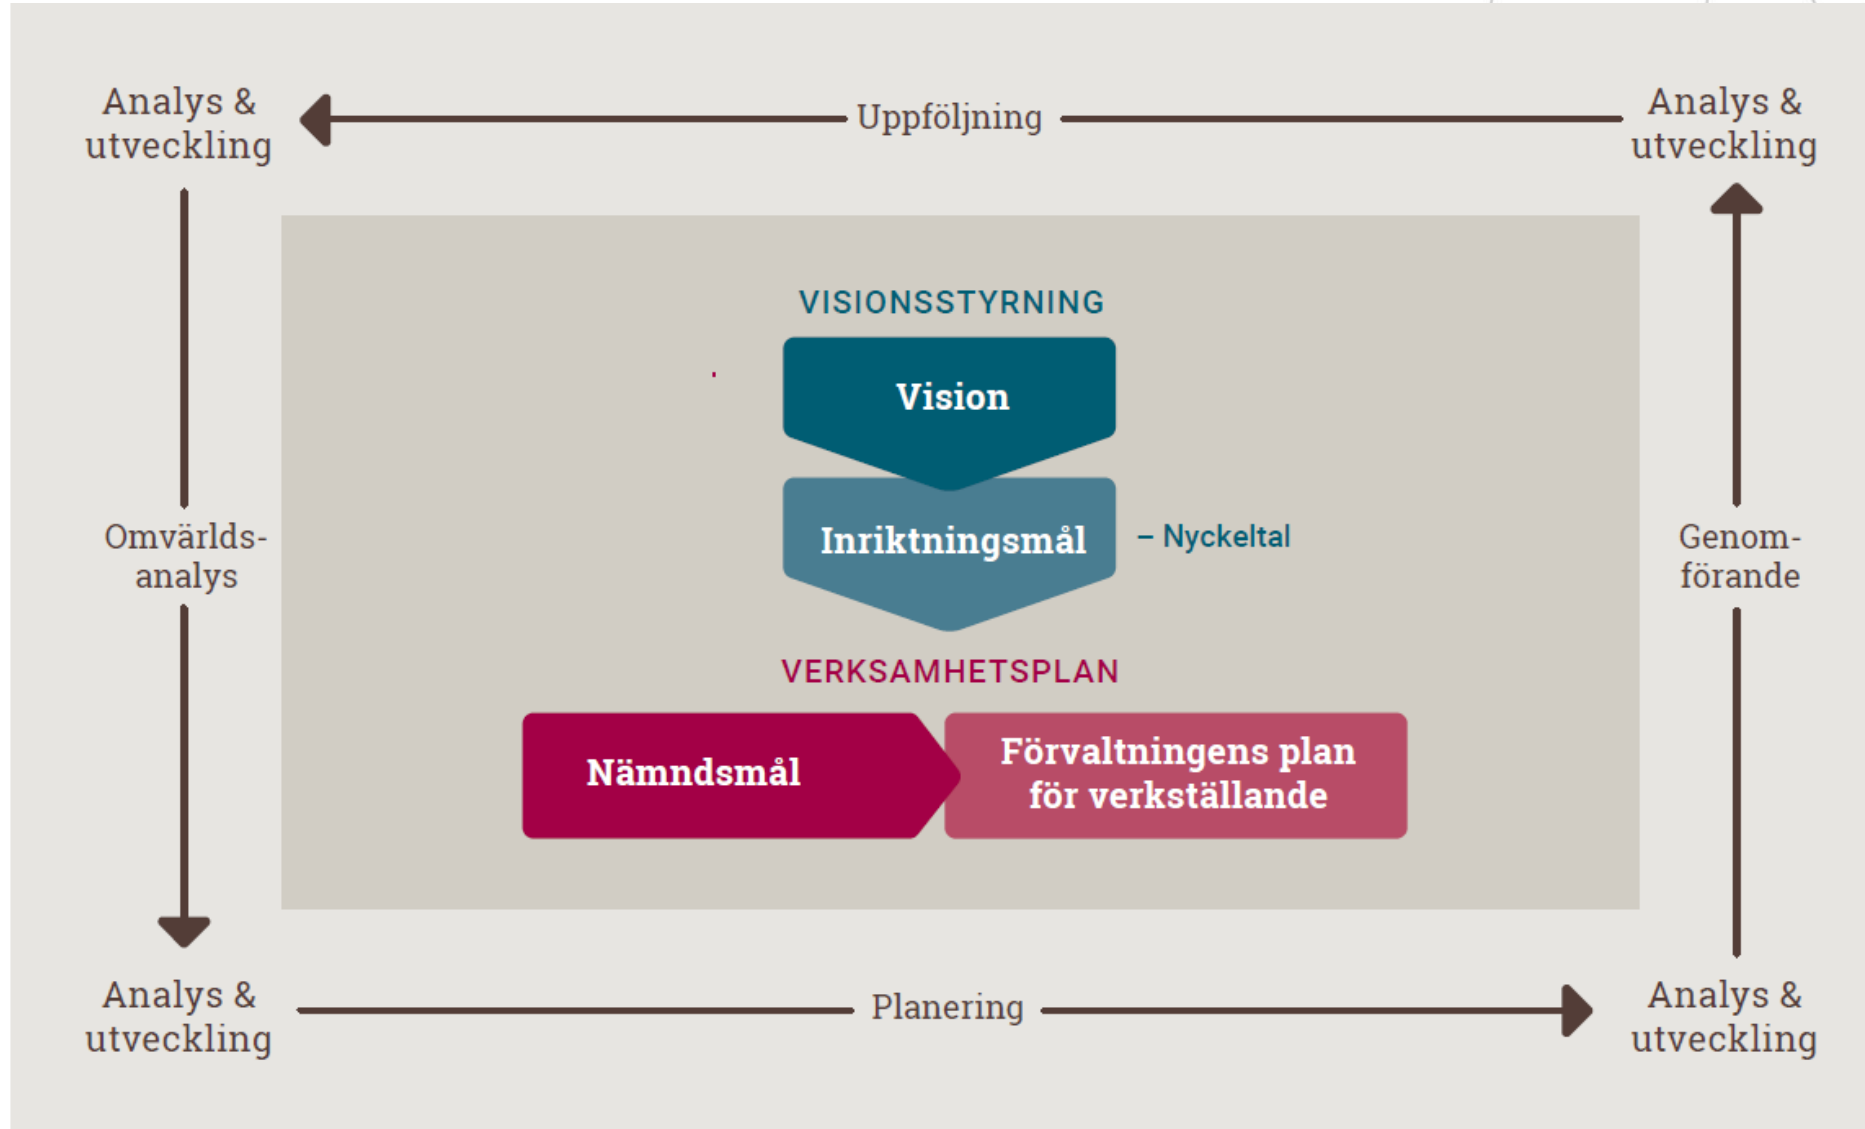 Analys &
utveckling
Uppföljning
Analys &
utveckling
VISIONSSTYRNING
Vision
Inriktningsmål
– Nyckeltal
Omvärlds-
analys
Genom-
förande
VERKSAMHETSPLAN
Nämndsmål
Förvaltningens plan
för verkställande
Analys &
utveckling
Planering
Analys &
utveckling